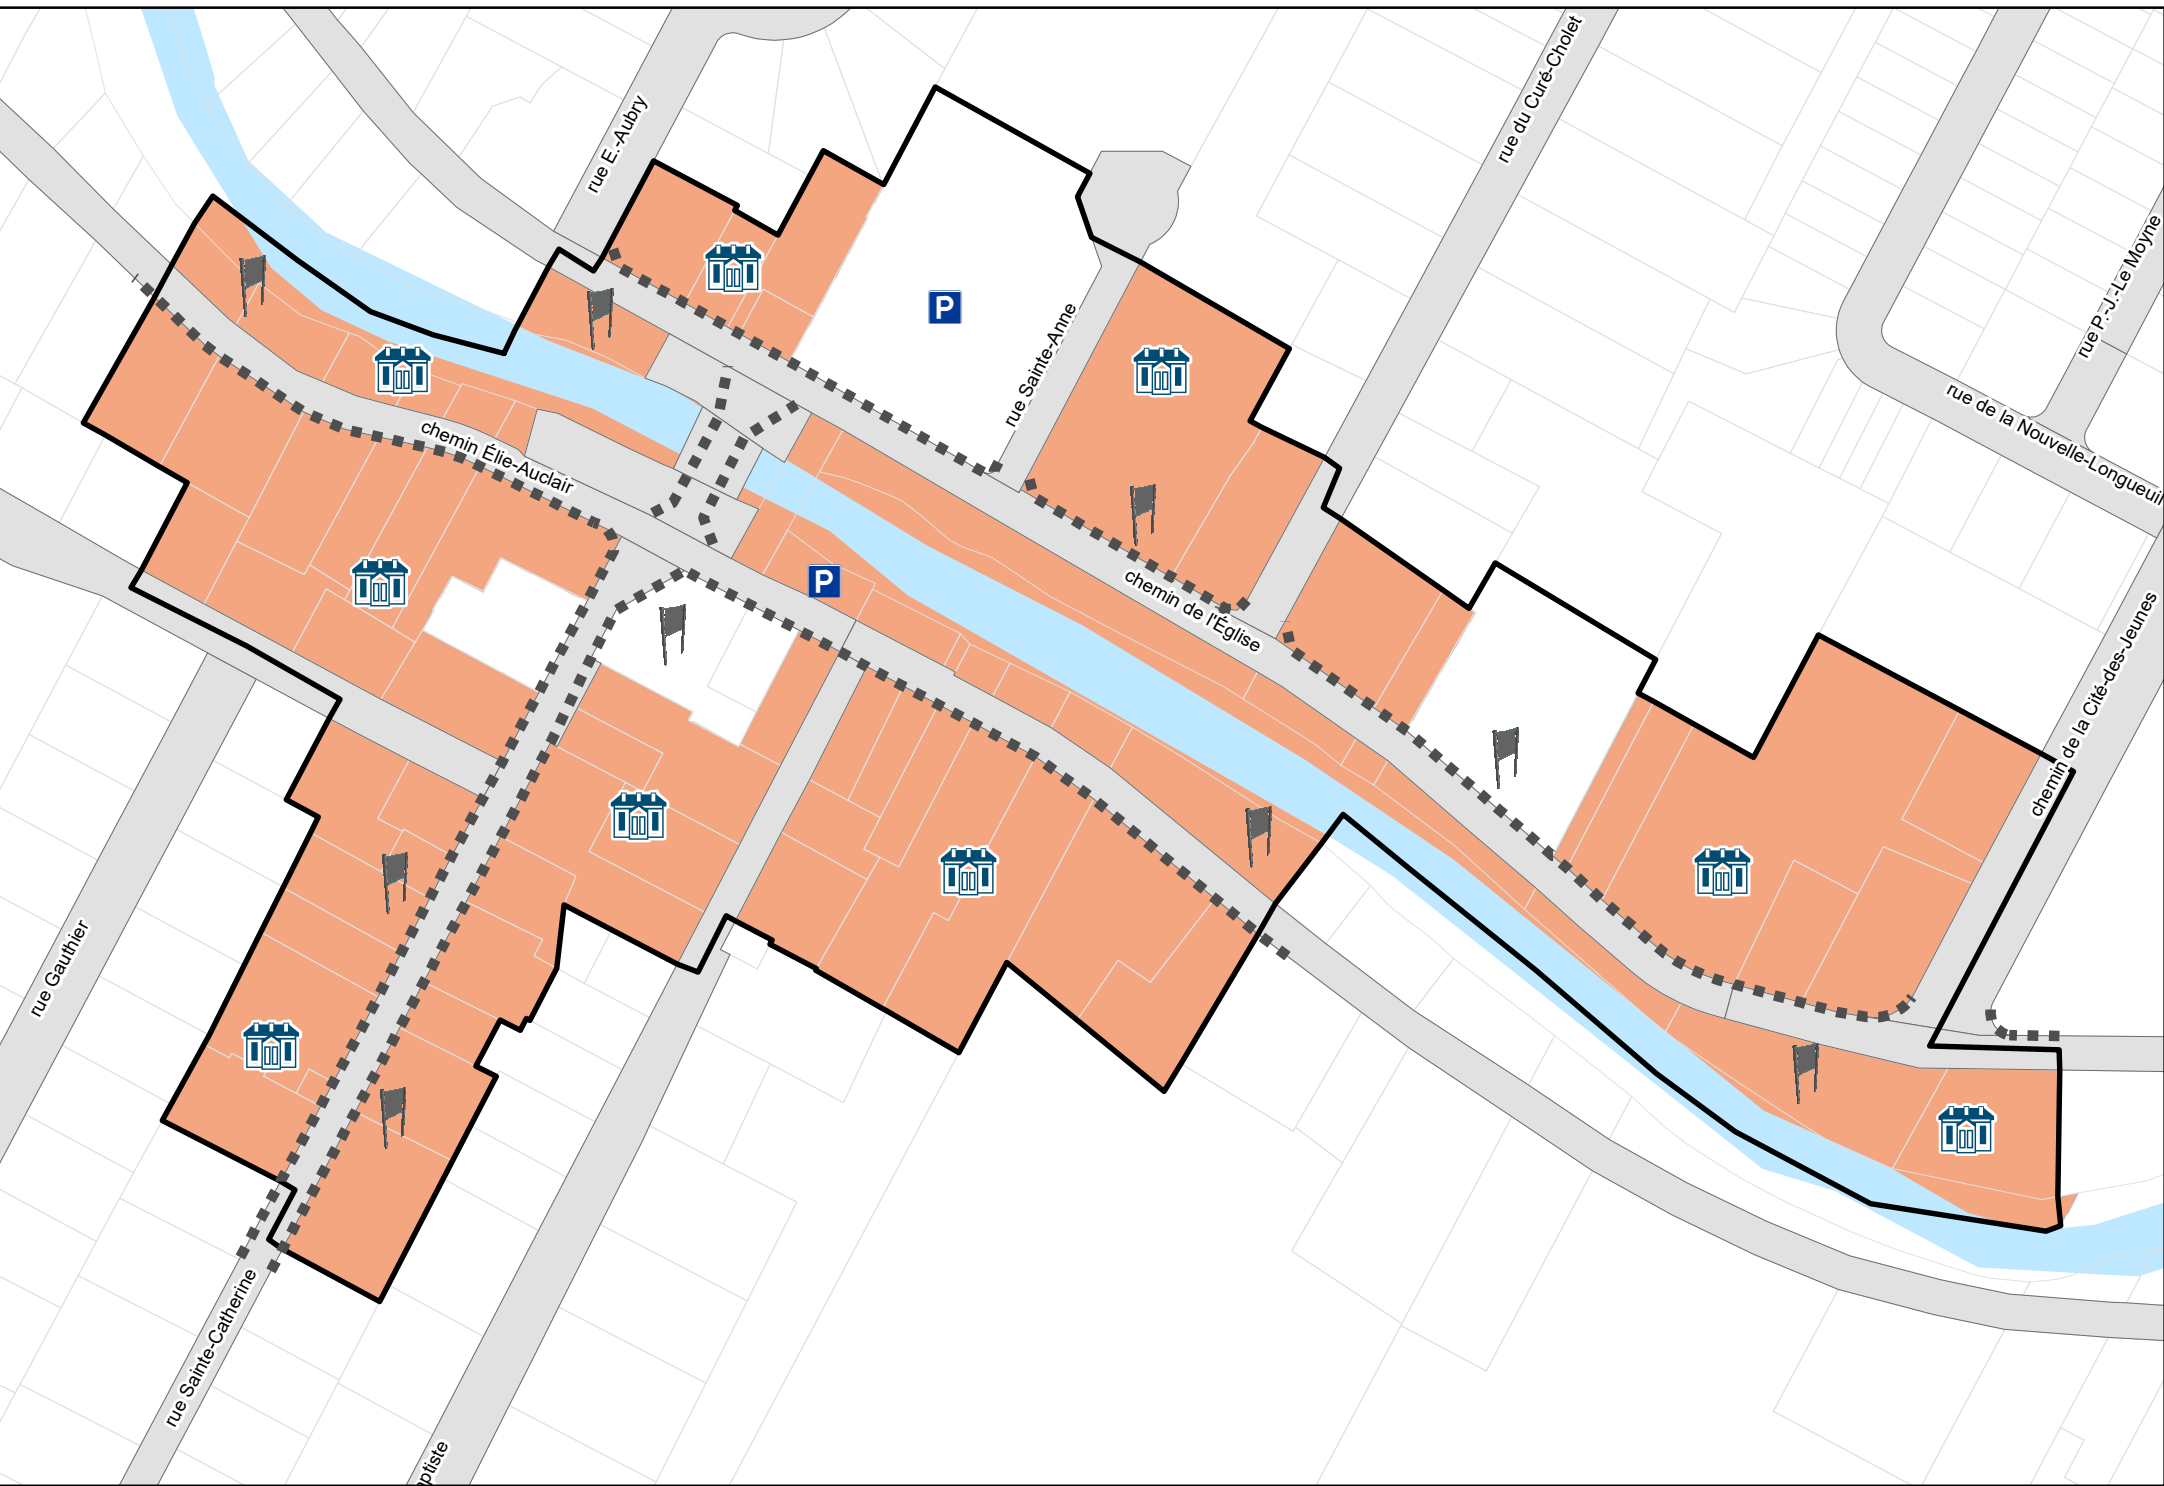 rue du Curé-Cholet
rue E.-Aubry
rue P.-J.-Le Moyne
P
rue Sainte-Anne
rue de la Nouvelle-Longueuil
chemin Élie-Auclair
P
chemin de l'Église
chemin de la Cité-des-Jeunes
rue Gauthier
rue Sainte-Catherine